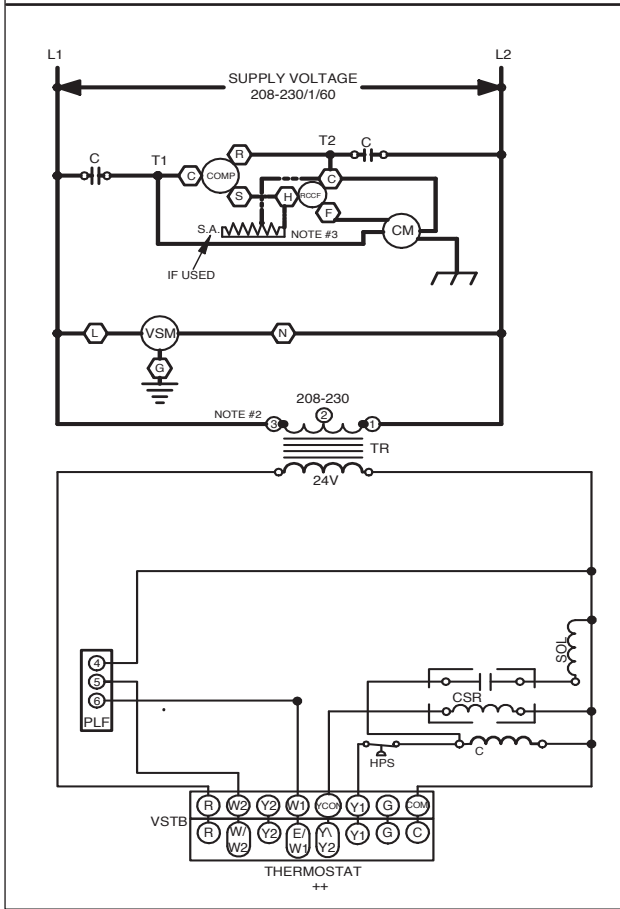 L1 L2
SUPPLY VOLTAGE
208-230/1/60
C T1 C COMP R T2 C
S H RCCF C
S.A. NOTE #3 F CM
IF USED
L VSM N
G
208-230
NOTE #2 3 2 1
TR
24V
SOL
4
5
6
PLF
CSR
C
HPS
VSTB
R W2 Y2 W1 YCON Y1 G COM
R W/W2 Y2 E/W1 Y\Y2 Y1 G C
THERMOSTAT
++